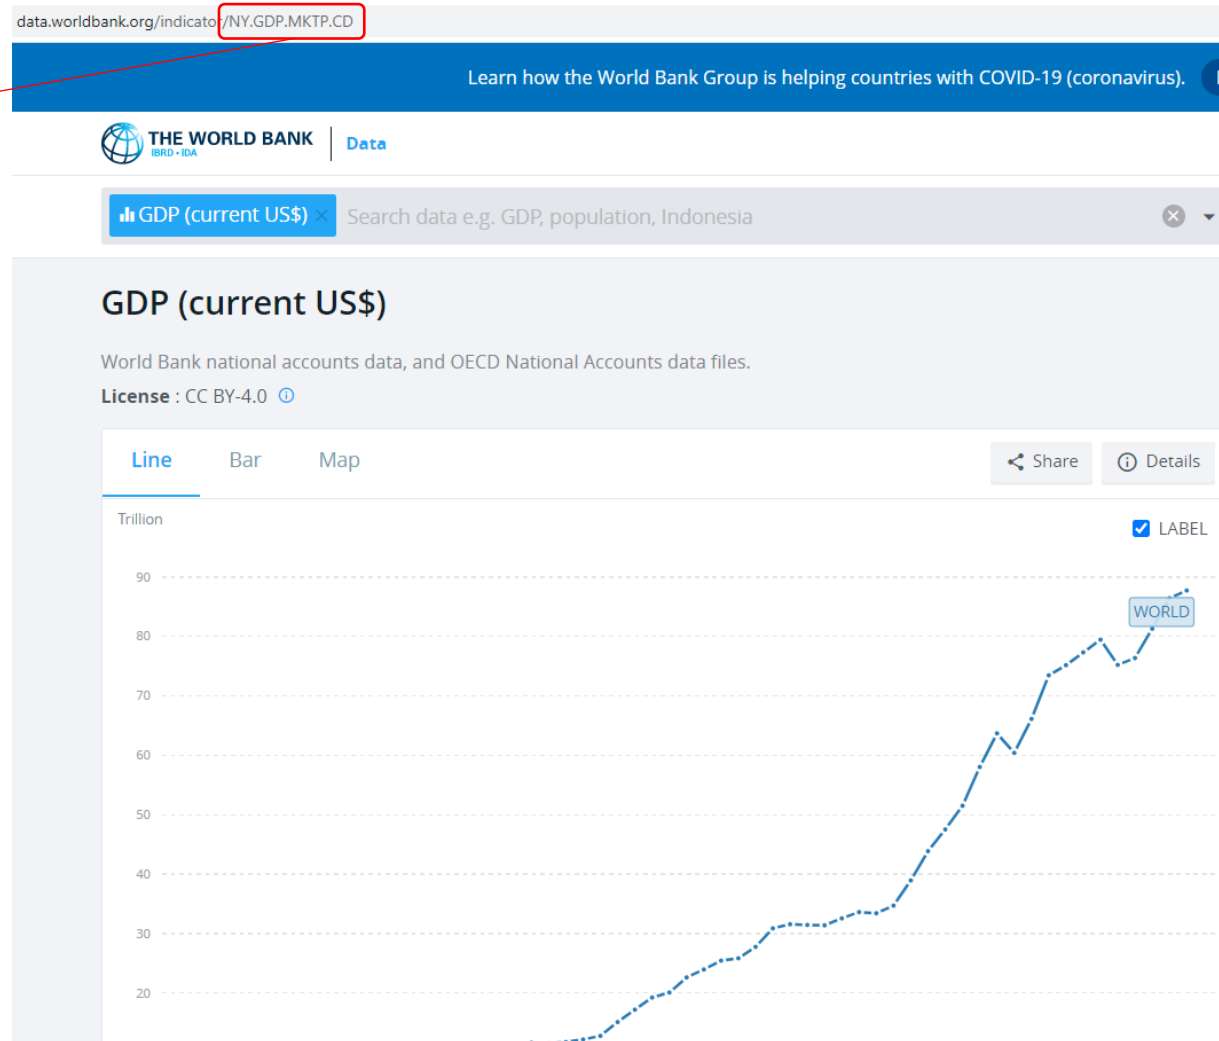 data.worldbank.org/indicator/NY.GDP.MKTP.CD
Learn how the World Bank Group is helping countries with COVID-19 (coronavirus).
THE WORLD BANK
IBRD • IDA
Data
GDP (current US$) ×
Search data e.g. GDP, population, Indonesia
GDP (current US$)
World Bank national accounts data, and OECD National Accounts data files.
License : CC BY-4.0
Line Bar Map
Share Details
Trillion
LABEL
90
WORLD
80
70
60
50
40
30
20